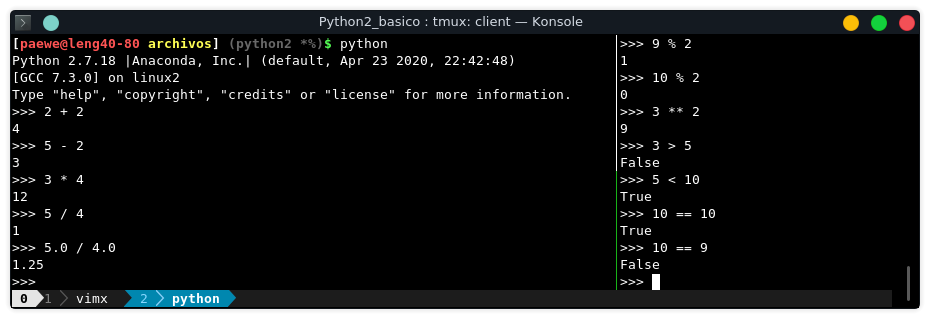 Python2_basico : tmux: client — Konsole
[paewe@leng40-80 archivos] (python2 *%)$ python
Python 2.7.18 |Anaconda, Inc.| (default, Apr 23 2020, 22:42:48)
[GCC 7.3.0] on linux2
Type "help", "copyright", "credits" or "license" for more information.
>>> 2 + 2
4
>>> 5 - 2
3
>>> 3 * 4
12
>>> 5 / 4
1
>>> 5.0 / 4.0
1.25
>>>
>>> 9 % 2
1
>>> 10 % 2
0
>>> 3 ** 2
9
>>> 3 > 5
False
>>> 5 < 10
True
>>> 10 == 10
True
>>> 10 == 9
False
>>>
0 1 vimx 2 python